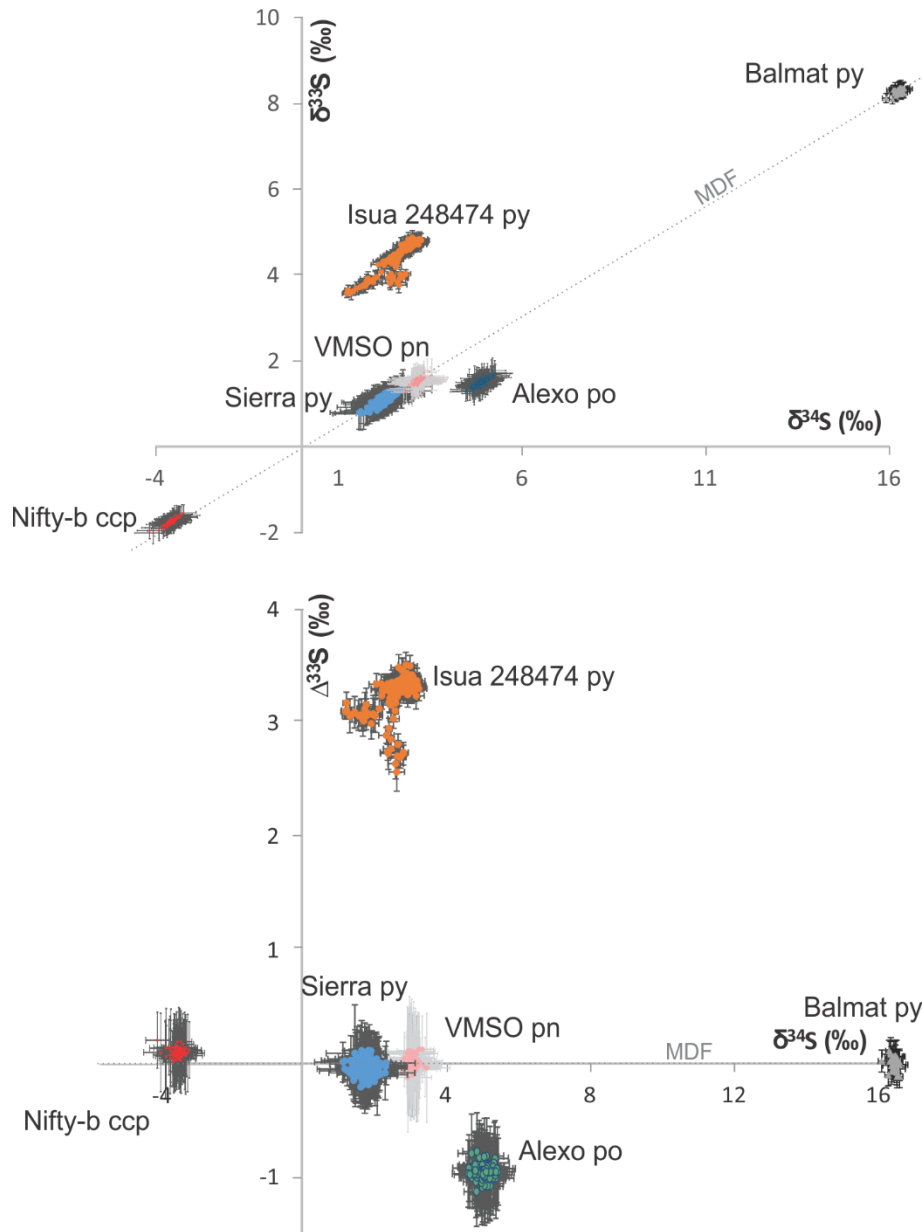 10
δ³³S (‰)
Balmat py
8
MDF
6
Isua 248474 py
4
VMSO pn
2
Sierra py
Alexo po
δ³⁴S (‰)
-4
1
6
11
16
Nifty-b ccp
-2
4
Δ³³S (‰)
Isua 248474 py
3
2
1
Sierra py
Balmat py
VMSO pn
δ³⁴S (‰)
MDF
-4
4
8
12
16
Nifty-b ccp
Alexo po
-1